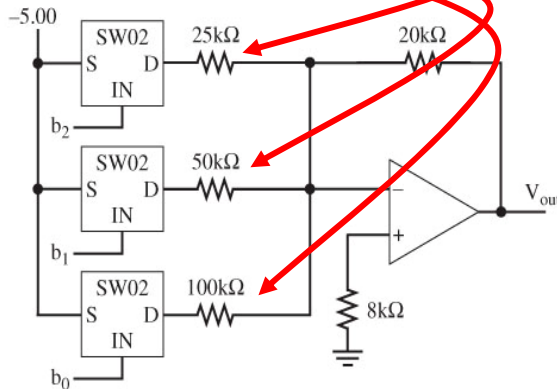 –5.00
SW02
25kΩ
20kΩ
S
D
IN
b2
SW02
50kΩ
S
D
–
Vout
IN
+
b1
SW02
100kΩ
S
D
8kΩ
IN
b0